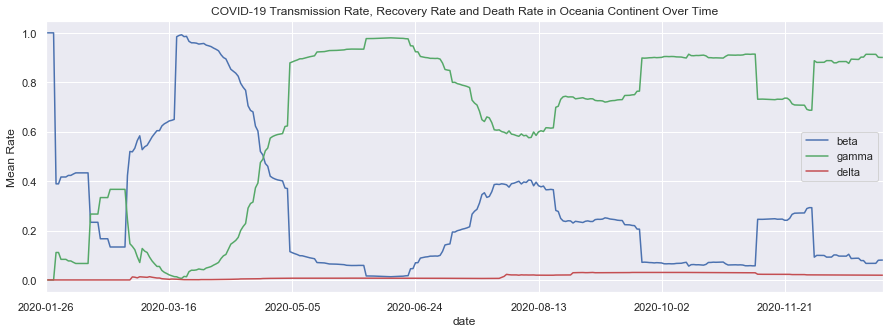 COVID-19 Transmission Rate, Recovery Rate and Death Rate in Oceania Continent Over Time
Mean Rate
1.0
0.8
0.6
0.4
0.2
0.0
beta
gamma
delta
2020-01-26 2020-03-16 2020-05-05 2020-06-24 2020-08-13 2020-10-02 2020-11-21
date